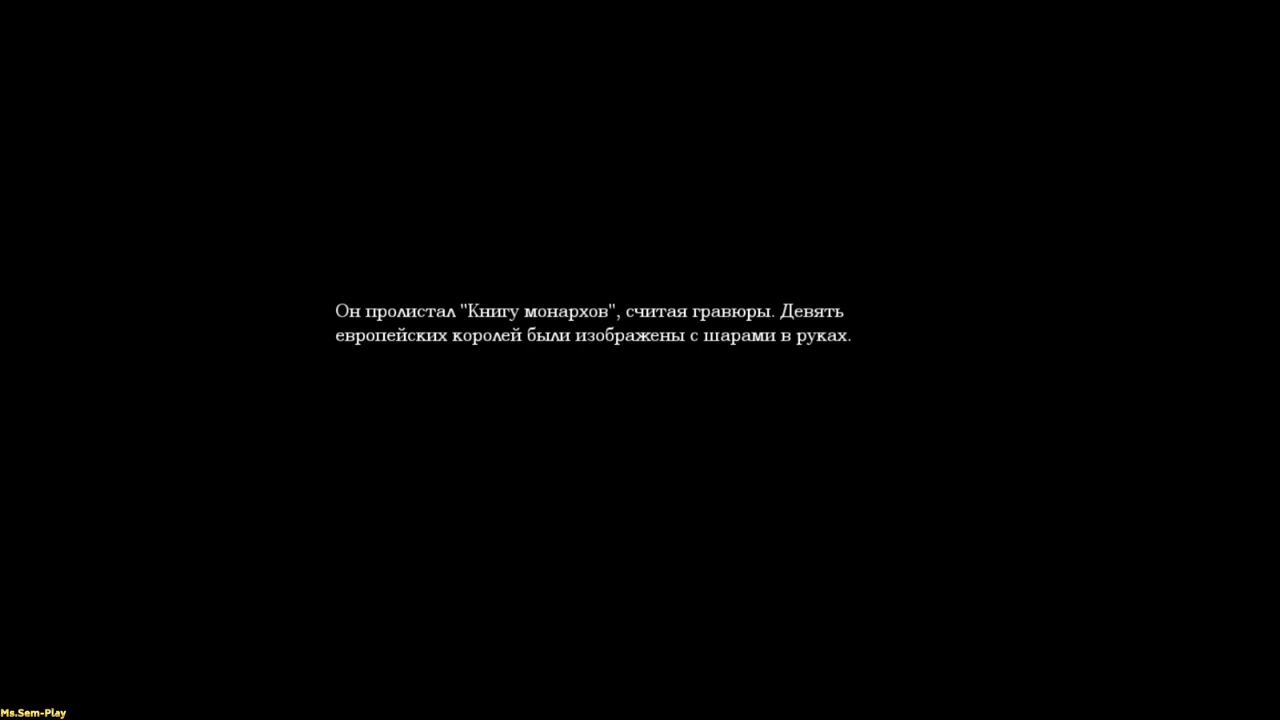 Он пролистал "Книгу монархов", считая гравюры. Девять
европейских королей были изображены с шарами в руках.
Ms.Sem-Play